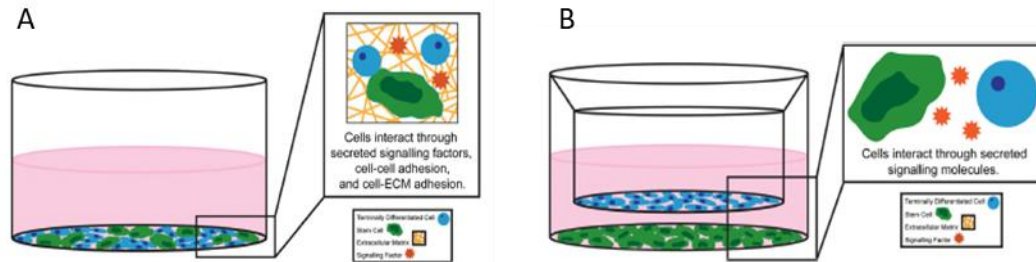 A
Cells interact through
secreted signalling factors,
cell-cell adhesion,
and cell-ECM adhesion.
Terminally Differentiated Cell
Stem Cell
Extracellular Matrix
Signalling Factor
B
Cells interact through secreted
signalling molecules.
Terminally Differentiated Cell
Stem Cell
Extracellular Matrix
Signalling Factor